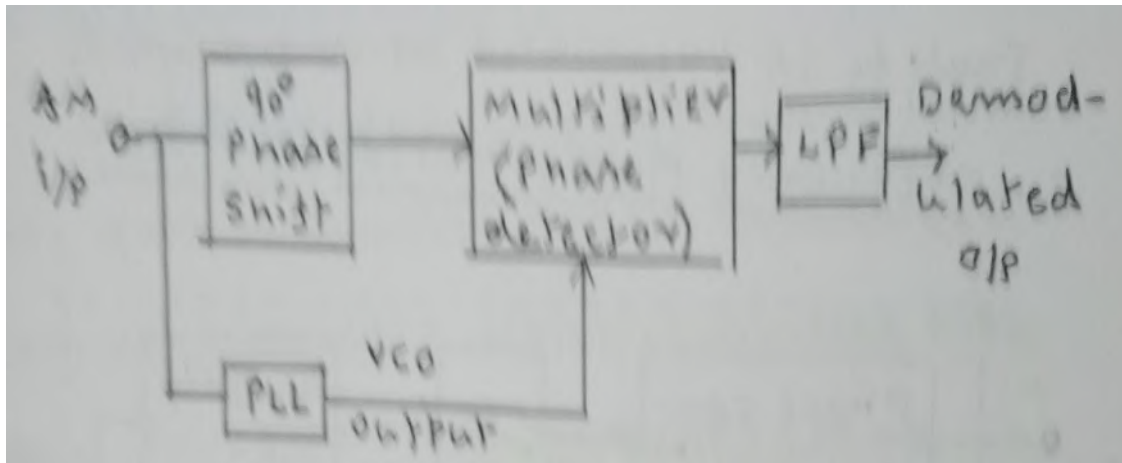 AM
i/p
90°
Phase
shift
Multiplier
(Phase
detector)
LPF
Demod-
ulated
o/p
PLL
VCO
output